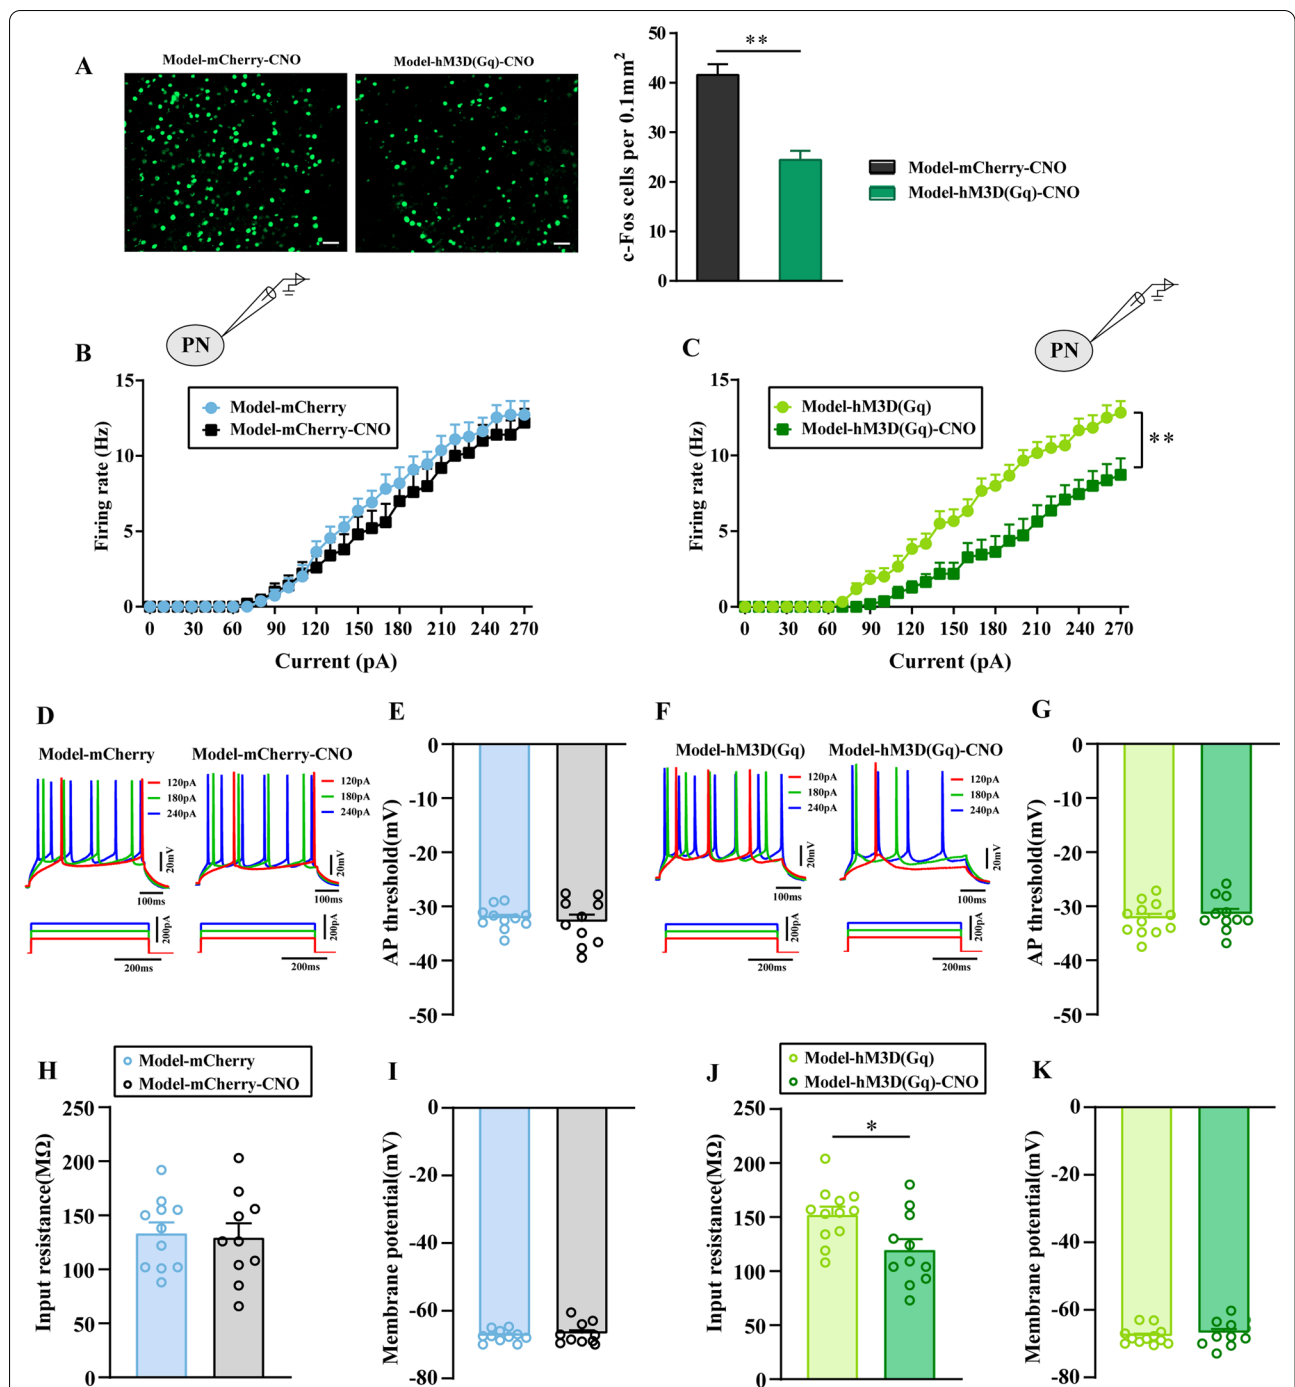 A
Model-mCherry-CNO
Model-hM3D(Gq)-CNO
c-Fos cells per 0.1mm²
50
40
30
20
10
0
**
Model-mCherry-CNO
Model-hM3D(Gq)-CNO
PN
B
Firing rate (Hz)
15
10
5
0
Model-mCherry
Model-mCherry-CNO
0 30 60 90 120 150 180 210 240 270
Current (pA)
C
PN
Firing rate (Hz)
15
10
5
0
Model-hM3D(Gq)
Model-hM3D(Gq)-CNO
**
0 30 60 90 120 150 180 210 240 270
Current (pA)
D
Model-mCherry
120pA
180pA
240pA
20mV
100ms
200pA
200ms
Model-mCherry-CNO
120pA
180pA
240pA
20mV
100ms
200pA
200ms
E
AP threshold(mV)
0
-10
-20
-30
-40
-50
F
Model-hM3D(Gq)
120pA
180pA
240pA
20mV
100ms
200pA
200ms
Model-hM3D(Gq)-CNO
120pA
180pA
240pA
20mV
100ms
200pA
200ms
G
AP threshold(mV)
0
-10
-20
-30
-40
-50
H
Model-mCherry
Model-mCherry-CNO
Input resistance(MΩ)
250
200
150
100
50
0
I
Membrane potential(mV)
0
-20
-40
-60
-80
J
Model-hM3D(Gq)
Model-hM3D(Gq)-CNO
Input resistance(MΩ)
250
200
150
100
50
0
*
K
Membrane potential(mV)
0
-20
-40
-60
-80